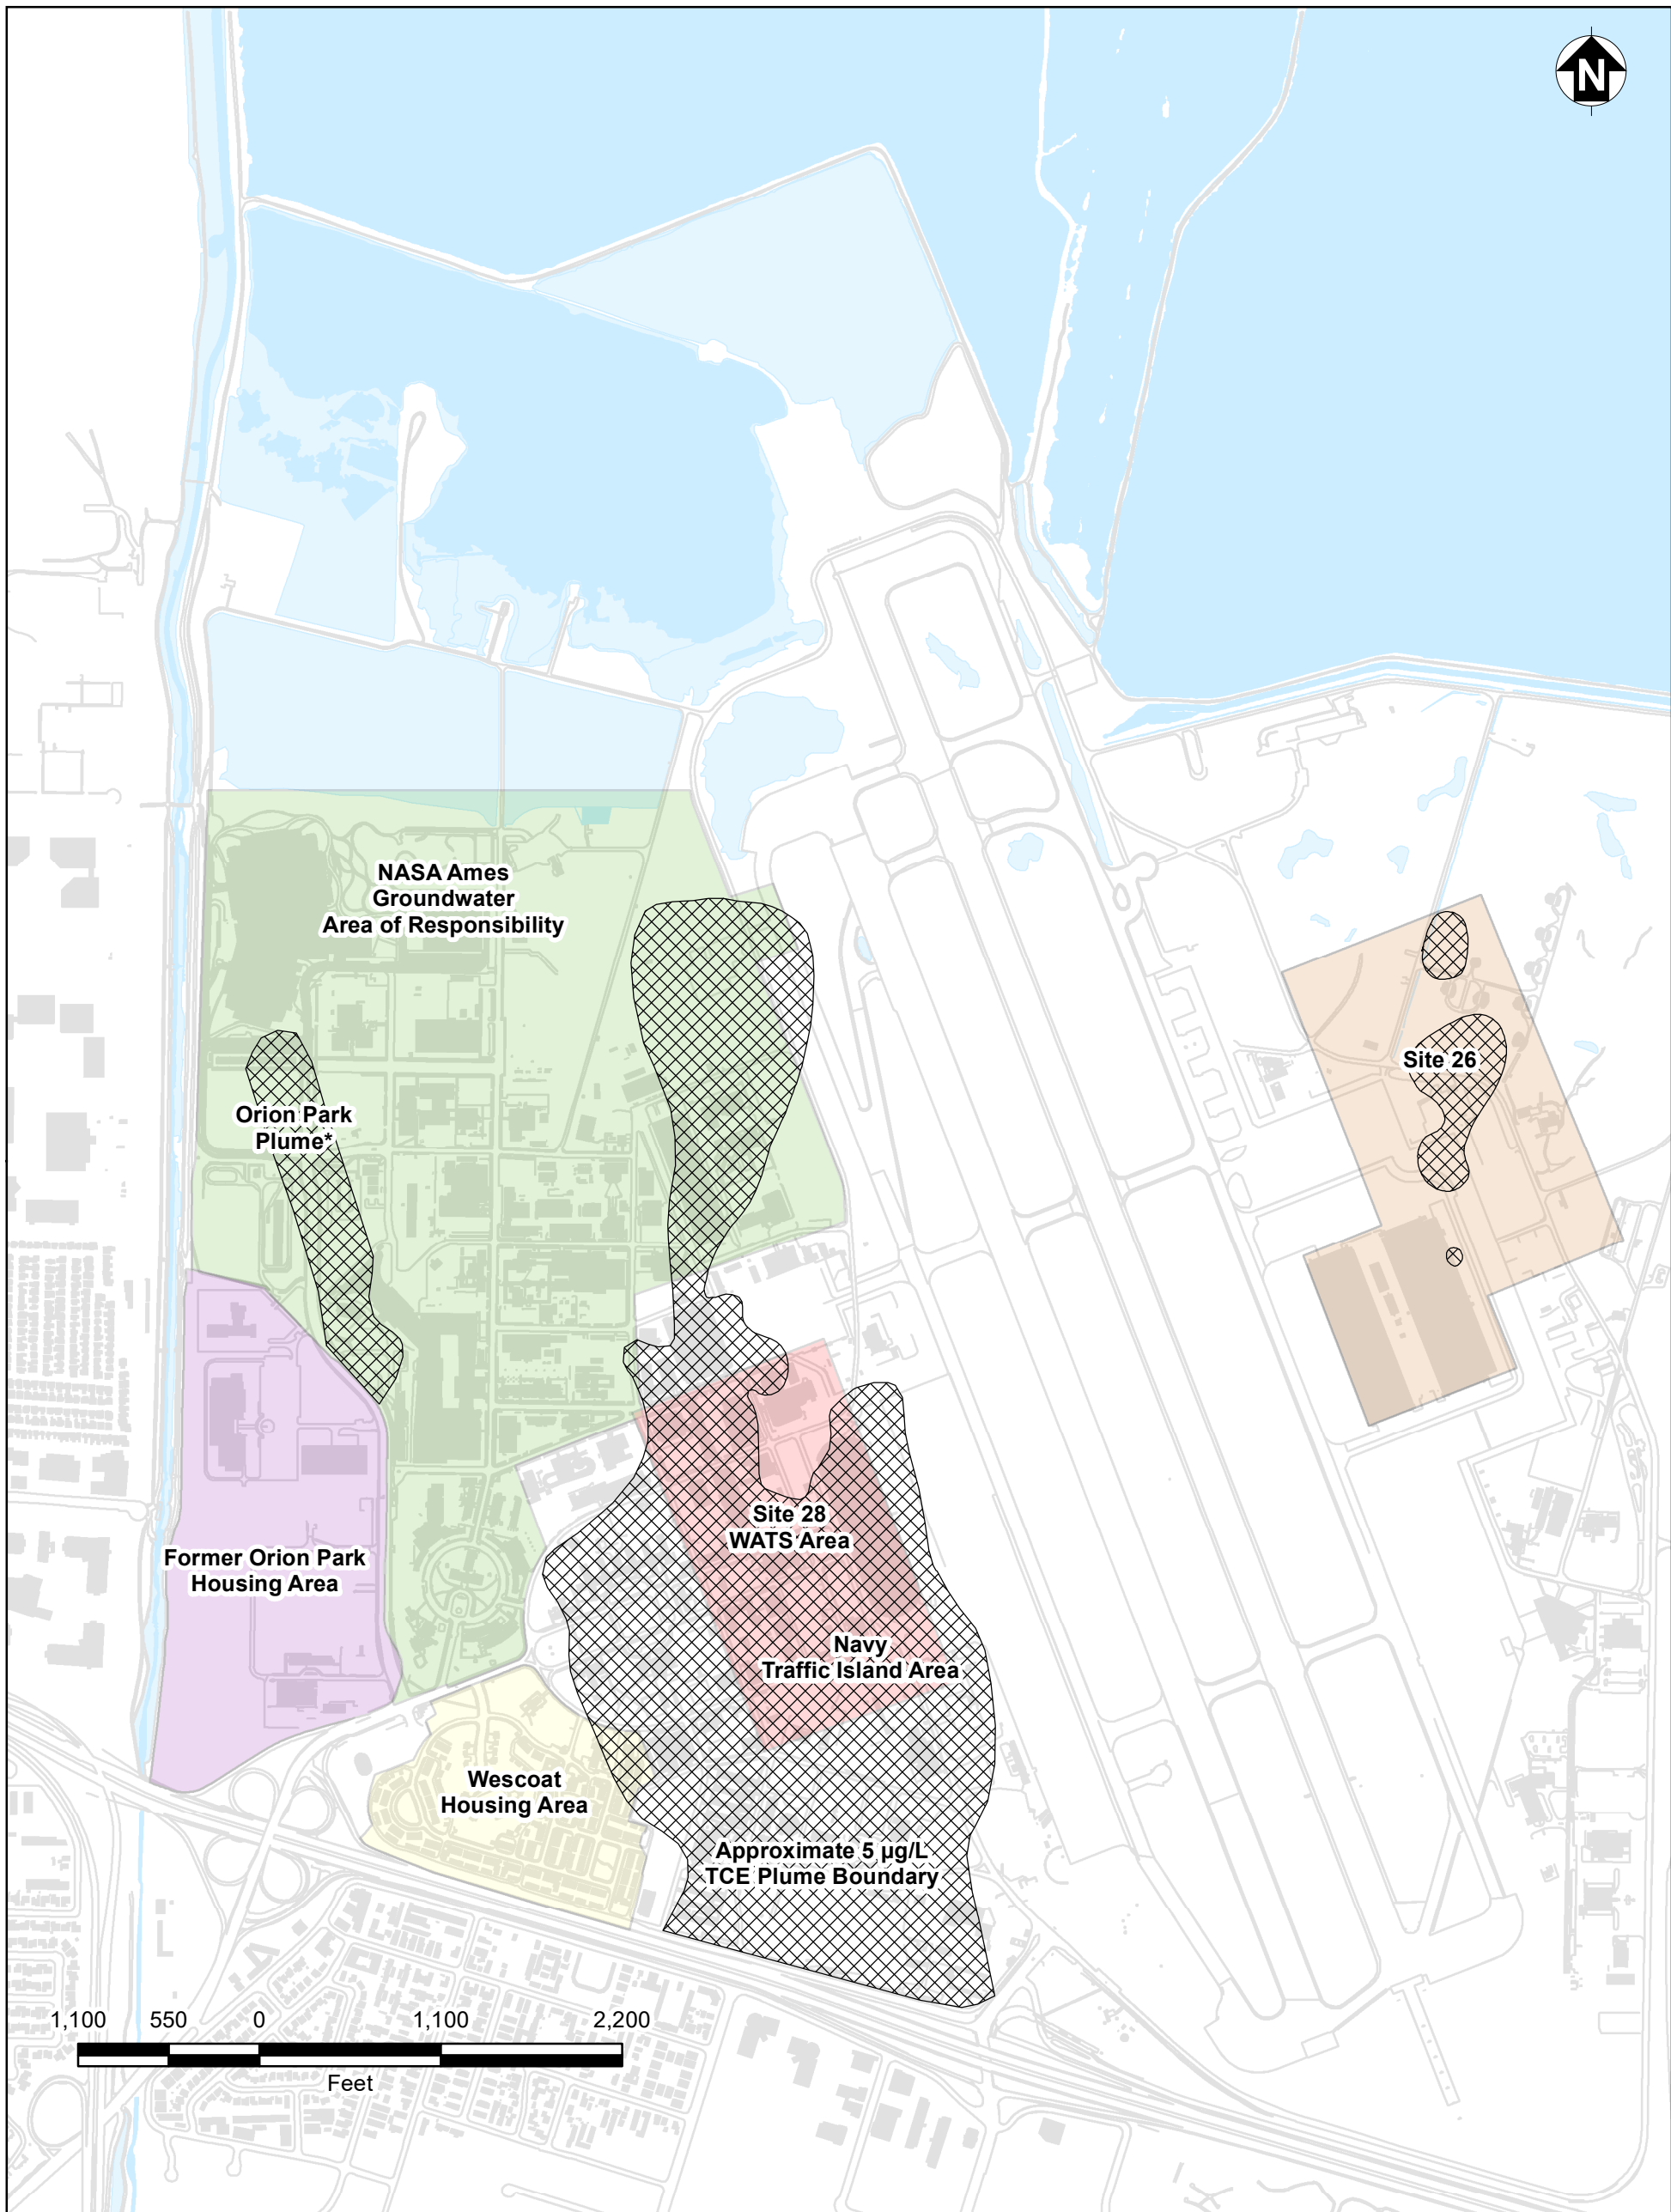 N
NASA Ames
Groundwater
Area of Responsibility
Orion Park
Plume*
Site 26
Site 28
WATS Area
Former Orion Park
Housing Area
Navy
Traffic Island Area
Wescoat
Housing Area
Approximate 5 µg/L
TCE Plume Boundary
1,100 550 0 1,100 2,200
Feet